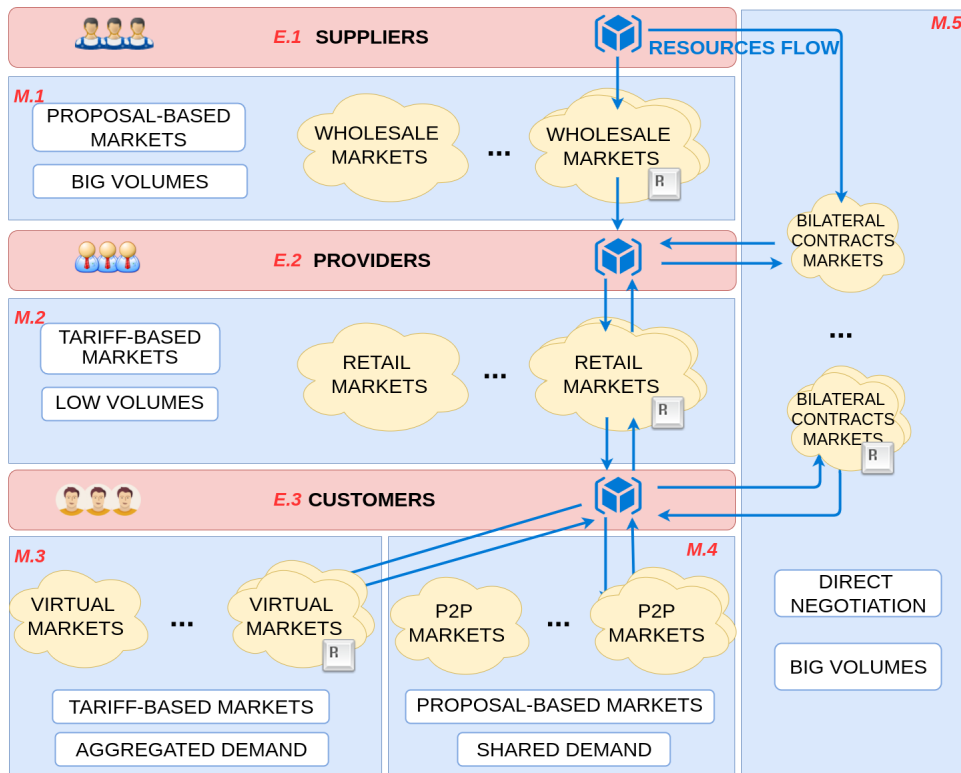 E.1 SUPPLIERS
RESOURCES FLOW
M.5
M.1
PROPOSAL-BASED
MARKETS
BIG VOLUMES
WHOLESALE
MARKETS
...
WHOLESALE
MARKETS
R
E.2 PROVIDERS
BILATERAL
CONTRACTS
MARKETS
...
M.2
TARIFF-BASED
MARKETS
LOW VOLUMES
RETAIL
MARKETS
...
RETAIL
MARKETS
R
BILATERAL
CONTRACTS
MARKETS
R
E.3 CUSTOMERS
M.3
VIRTUAL
MARKETS
...
VIRTUAL
MARKETS
R
TARIFF-BASED MARKETS
AGGREGATED DEMAND
M.4
P2P
MARKETS
...
P2P
MARKETS
PROPOSAL-BASED MARKETS
SHARED DEMAND
DIRECT
NEGOTIATION
BIG VOLUMES